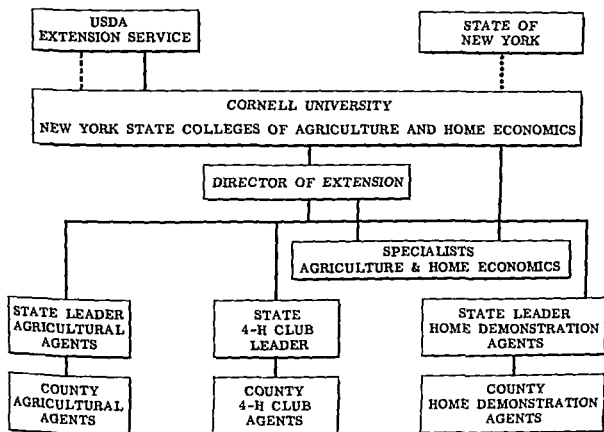 USDA
EXTENSION SERVICE
STATE OF
NEW YORK
CORNELL UNIVERSITY
NEW YORK STATE COLLEGES OF AGRICULTURE AND HOME ECONOMICS
DIRECTOR OF EXTENSION
SPECIALISTS
AGRICULTURE & HOME ECONOMICS
STATE LEADER
AGRICULTURAL
AGENTS
STATE
4-H CLUB
LEADER
STATE LEADER
HOME DEMONSTRATION
AGENTS
COUNTY
AGRICULTURAL
AGENTS
COUNTY
4-H CLUB
AGENTS
COUNTY
HOME DEMONSTRATION
AGENTS